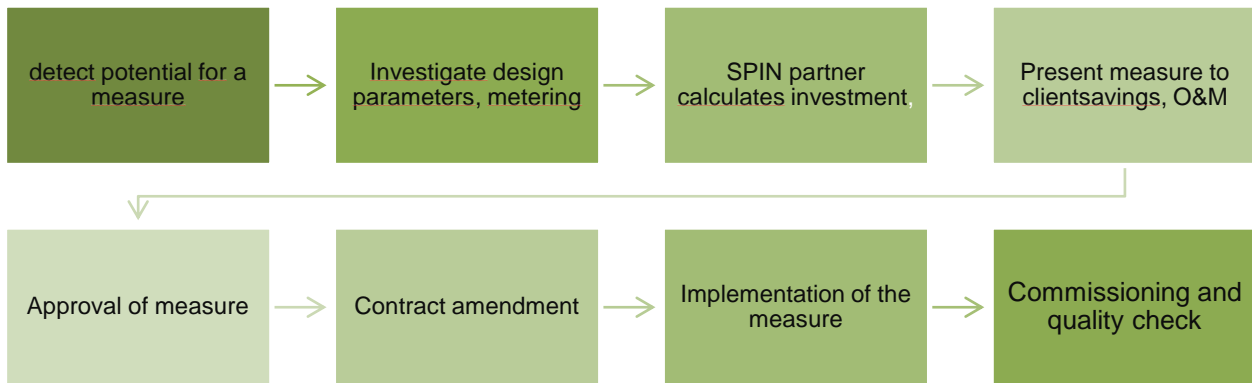 detect potential for a
measure
Investigate design
parameters, metering
SPIN partner
calculates investment,
Present measure to
clientsavings, O&M
Approval of measure
Contract amendment
Implementation of the
measure
Commissioning and
quality check